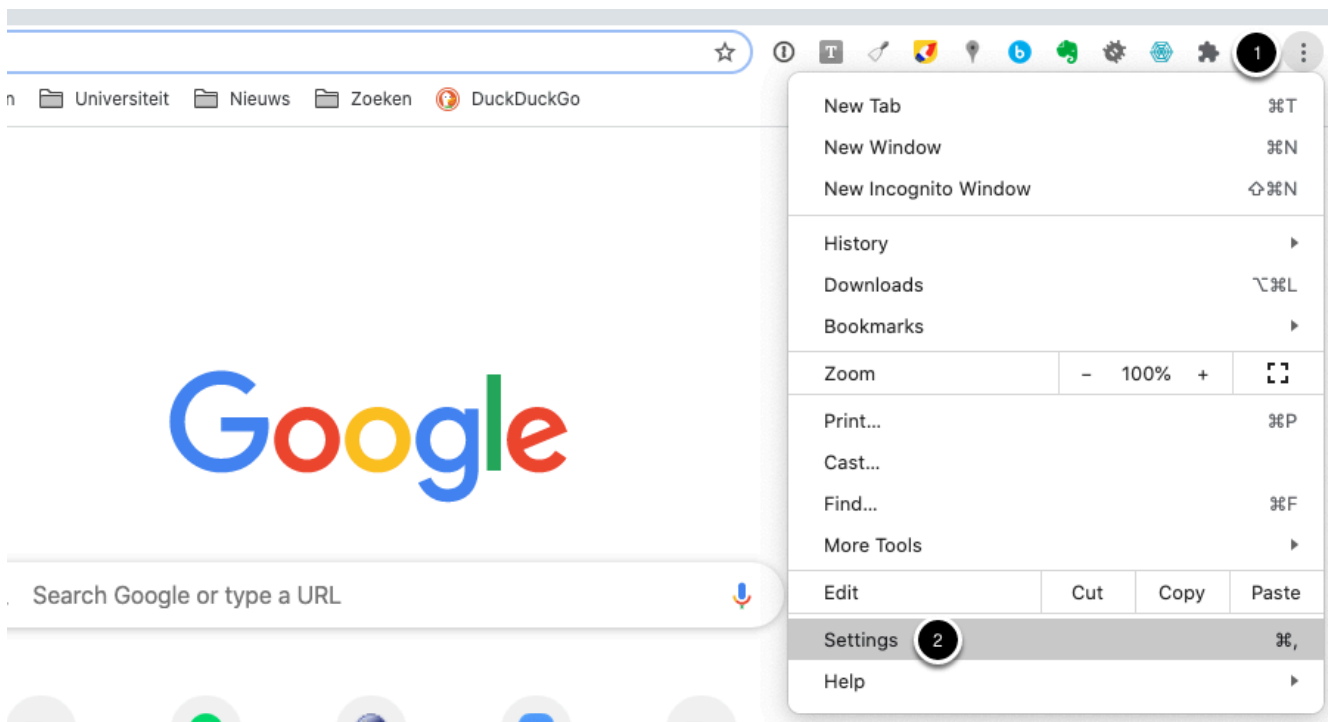 1
n Universiteit Nieuws Zoeken DuckDuckGo
New Tab ⌘T
New Window ⌘N
New Incognito Window ⇧⌘N
History
Downloads ⌥⌘L
Bookmarks
Zoom - 100% +
Print... ⌘P
Cast...
Find... ⌘F
More Tools
Edit Cut Copy Paste
Settings 2 ⌘,
Help
Google
Search Google or type a URL